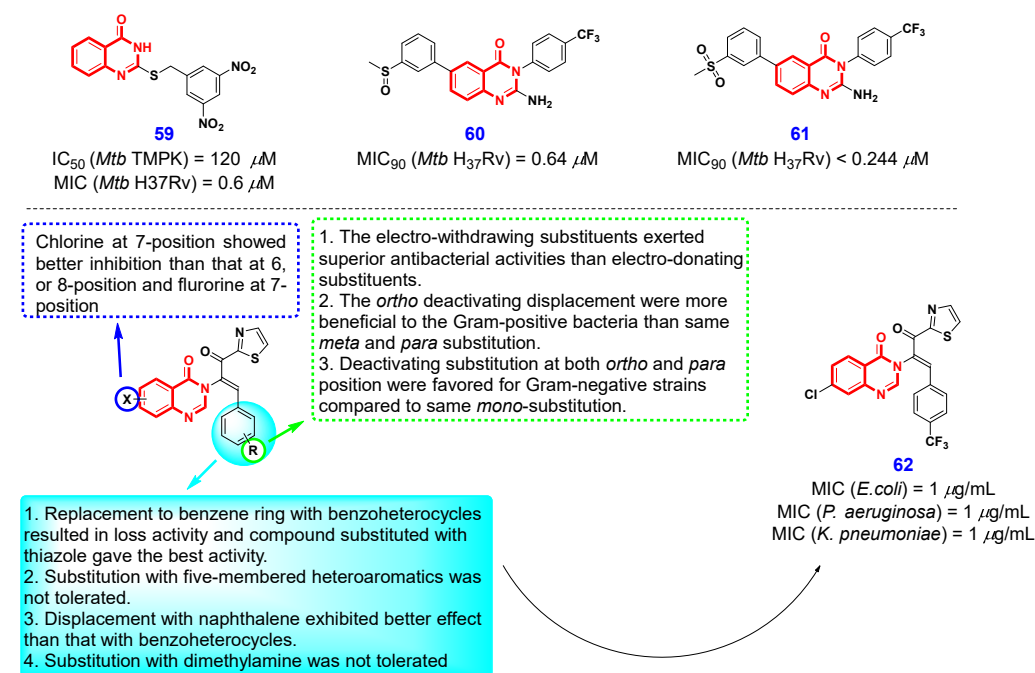 O
NH
N
S
NO2
NO2
59
IC50 (Mtb TMPK) = 120 μM
MIC (Mtb H37Rv) = 0.6 μM
S
O
O
N
N
NH2
CF3
60
MIC90 (Mtb H37Rv) = 0.64 μM
O
S
O
O
N
N
NH2
CF3
61
MIC90 (Mtb H37Rv) < 0.244 μM
Chlorine at 7-position showed
better inhibition than that at 6,
or 8-position and flurorine at 7-
position
1. The electro-withdrawing substituents exerted
superior antibacterial activities than electro-donating
substituents.
2. The ortho deactivating displacement were more
beneficial to the Gram-positive bacteria than same
meta and para substitution.
3. Deactivating substitution at both ortho and para
position were favored for Gram-negative strains
compared to same mono-substitution.
X
O
N
N
O
N
S
R
1. Replacement to benzene ring with benzoheterocycles
resulted in loss activity and compound substituted with
thiazole gave the best activity.
2. Substitution with five-membered heteroaromatics was
not tolerated.
3. Displacement with naphthalene exhibited better effect
than that with benzoheterocycles.
4. Substitution with dimethylamine was not tolerated
Cl
O
N
N
O
N
S
CF3
62
MIC (E.coli) = 1 μg/mL
MIC (P. aeruginosa) = 1 μg/mL
MIC (K. pneumoniae) = 1 μg/mL